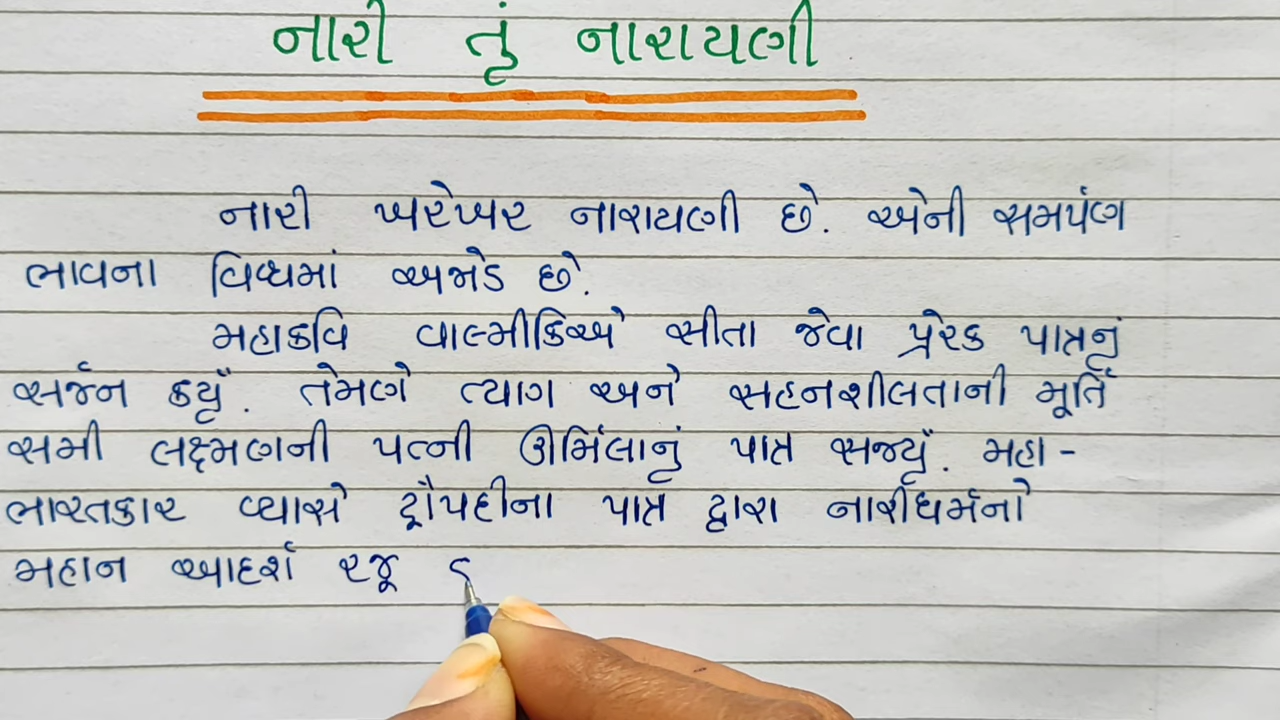 નારી તું નારાયણી
નારી ખરેખર નારાયણી છે. એની સમર્પણ
ભાવના વિશ્વમાં અજોડ છે.
મહાકવિ વાલ્મીકિએ સીતા જેવા પ્રેરક પાત્રનું
સર્જન કર્યું. તેમણે ત્યાગ અને સહનશીલતાની મૂર્તિ
સમી લક્ષ્મણની પત્ની ઊર્મિલાનું પાત્ર સર્જ્યું. મહા-
ભારતકાર વ્યાસે દ્રૌપદીના પાત્ર દ્વારા નારીધર્મનો
મહાન આદર્શ રજૂ